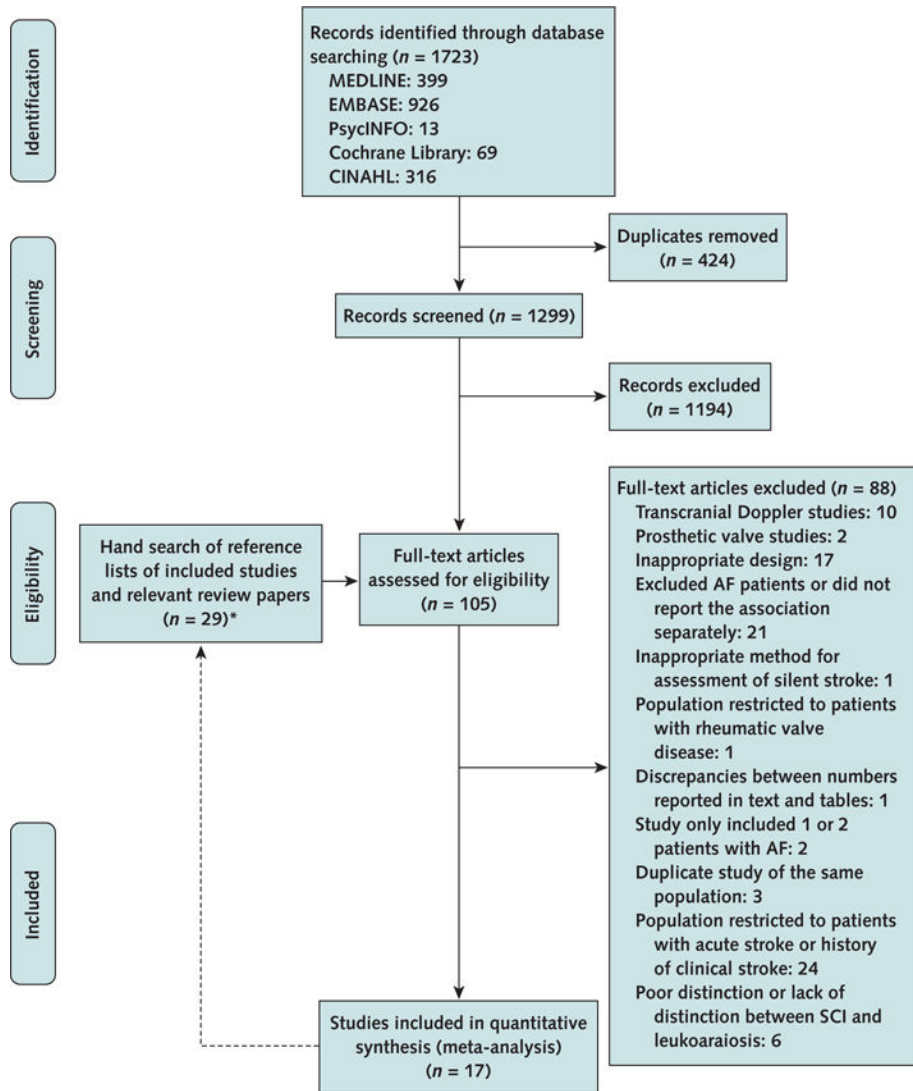 Identification
Records identified through database
searching (n = 1723)
MEDLINE: 399
EMBASE: 926
PsycINFO: 13
Cochrane Library: 69
CINAHL: 316
Duplicates removed
(n = 424)
Screening
Records screened (n = 1299)
Records excluded
(n = 1194)
Eligibility
Hand search of reference
lists of included studies
and relevant review papers
(n = 29)*
Full-text articles
assessed for eligibility
(n = 105)
Full-text articles excluded (n = 88)
Transcranial Doppler studies: 10
Prosthetic valve studies: 2
Inappropriate design: 17
Excluded AF patients or did not
report the association
separately: 21
Inappropriate method for
assessment of silent stroke: 1
Population restricted to patients
with rheumatic valve
disease: 1
Discrepancies between numbers
reported in text and tables: 1
Study only included 1 or 2
patients with AF: 2
Duplicate study of the same
population: 3
Population restricted to patients
with acute stroke or history
of clinical stroke: 24
Poor distinction or lack of
distinction between SCI and
leukoaraiosis: 6
Included
Studies included in quantitative
synthesis (meta-analysis)
(n = 17)